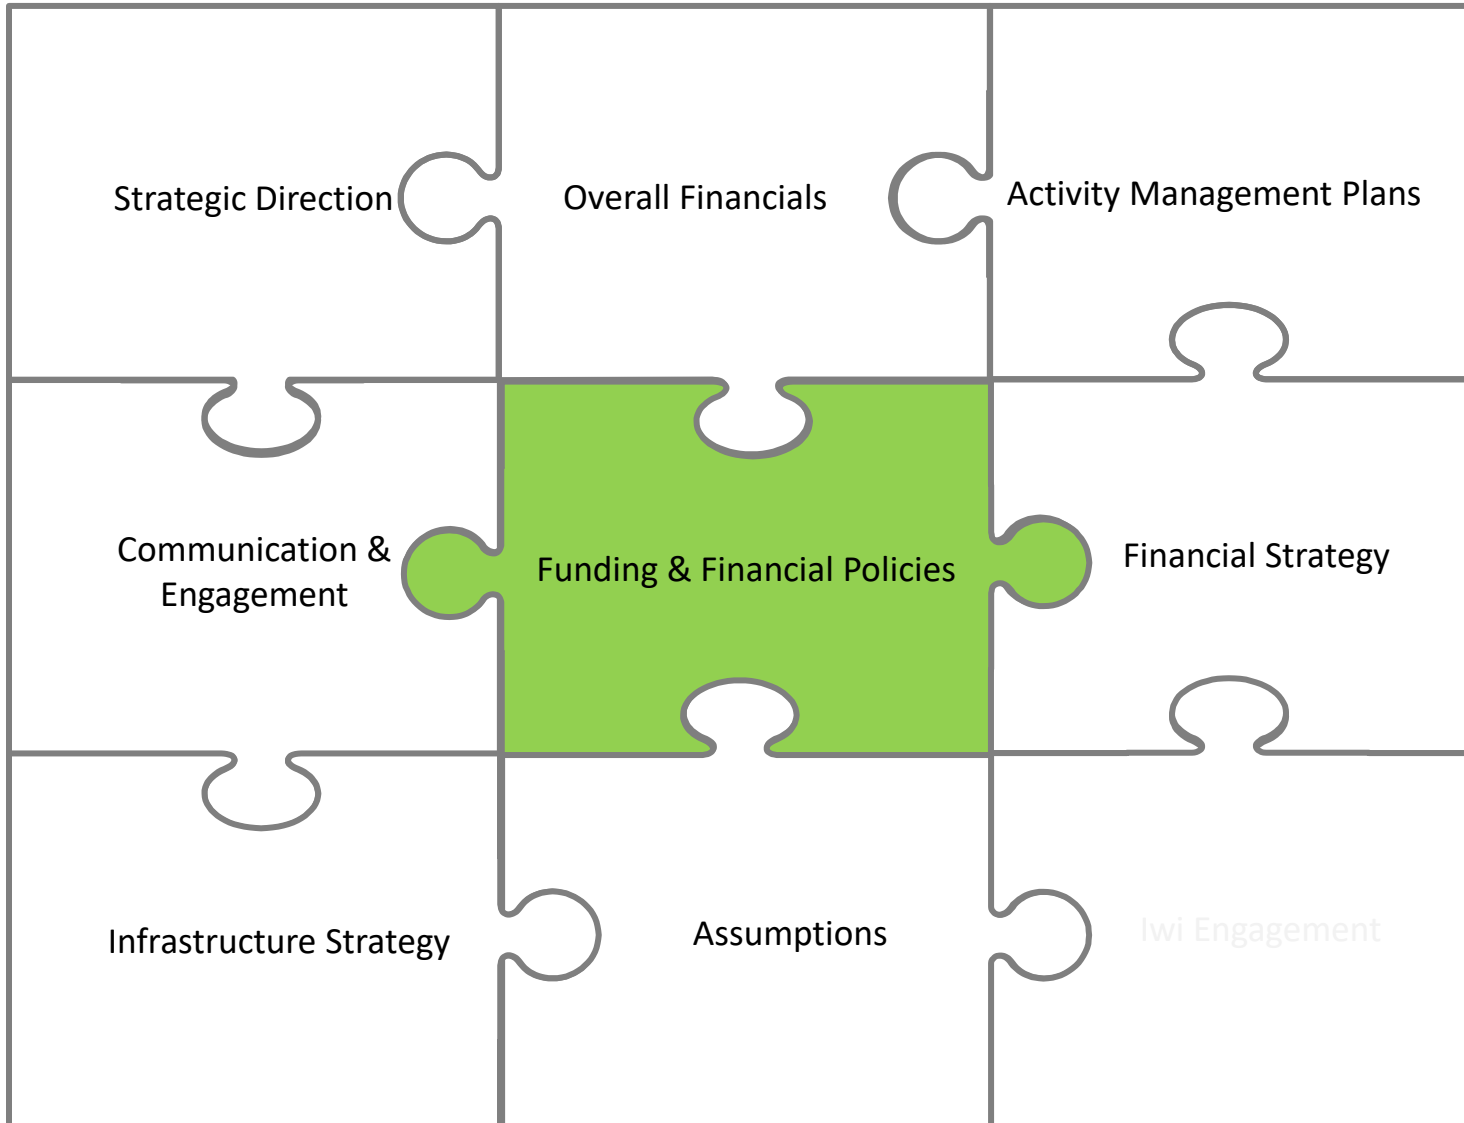 Strategic Direction
Overall Financials
Activity Management Plans
Communication &
Engagement
Funding & Financial Policies
Financial Strategy
Infrastructure Strategy
Assumptions
Iwi Engagement